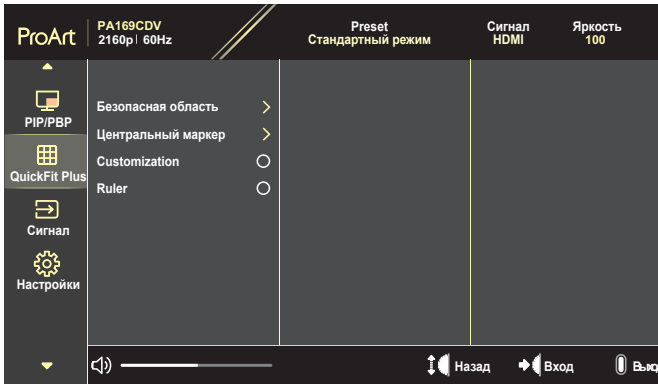 ProArt
PA169CDV
2160p | 60Hz
Preset
Стандартный режим
Сигнал
HDMI
Яркость
100
PIP/PBP
QuickFit Plus
Сигнал
Настройки
Безопасная область
Центральный маркер
Customization
Ruler
Назад
Вход
Выход